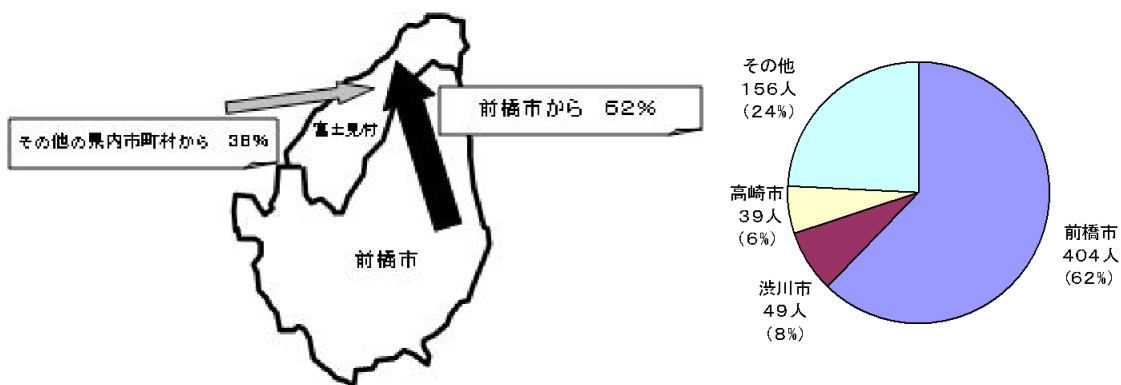 その他の県内市町村から　38%
富士見村
前橋市から　62%
前橋市
その他
156人
(24%)
高崎市
39人
(6%)
渋川市
49人
(8%)
前橋市
404人
(62%)